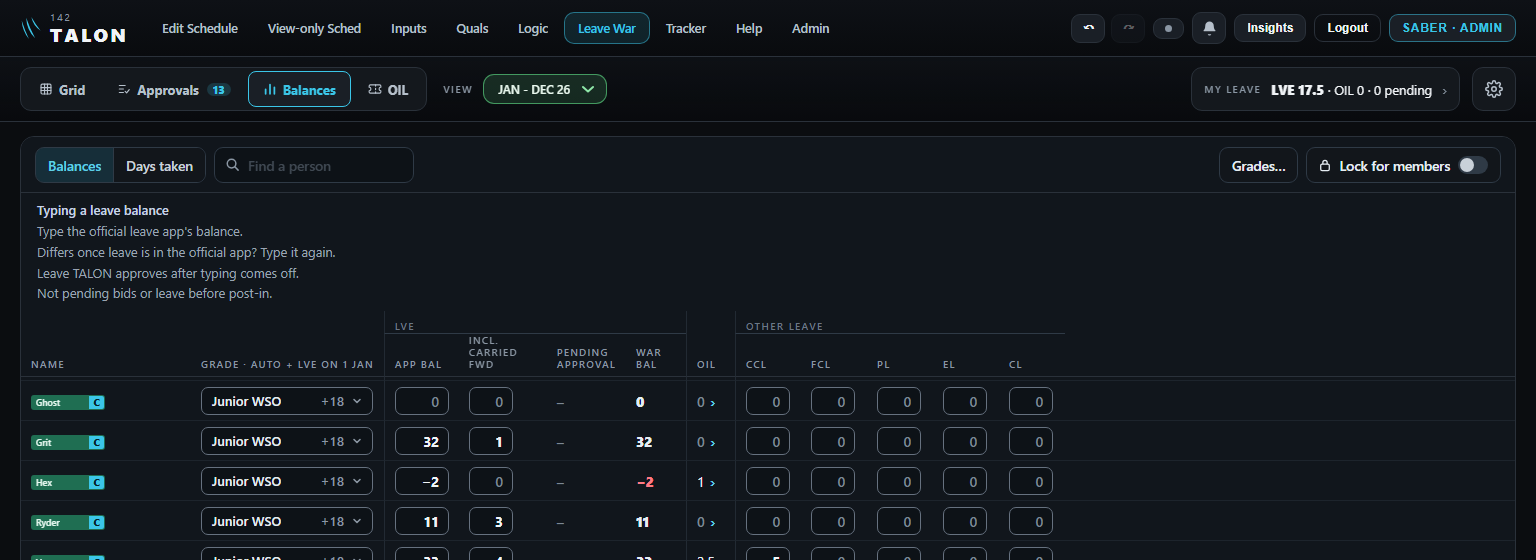 142
TALON
Edit Schedule
View-only Sched
Inputs
Quals
Logic
Leave War
Tracker
Help
Admin
Insights
Logout
SABER · ADMIN
Grid
Approvals 13
Balances
OIL
VIEW
JAN - DEC 26
MY LEAVE LVE 17.5 · OIL 0 · 0 pending ›
Balances
Days taken
Find a person
Grades...
Lock for members
Typing a leave balance
Type the official leave app's balance.
Differs once leave is in the official app? Type it again.
Leave TALON approves after typing comes off.
Not pending bids or leave before post-in.
LVE
OTHER LEAVE
NAME
GRADE · AUTO + LVE ON 1 JAN
APP BAL
INCL. CARRIED FWD
PENDING APPROVAL
WAR BAL
OIL
CCL
FCL
PL
EL
CL
Ghost C Junior WSO +18 0 0 – 0 0 › 0 0 0 0 0
Grit C Junior WSO +18 32 1 – 32 0 › 0 0 0 0 0
Hex C Junior WSO +18 −2 0 – −2 1 › 0 0 0 0 0
Ryder C Junior WSO +18 11 3 – 11 0 › 0 0 0 0 0